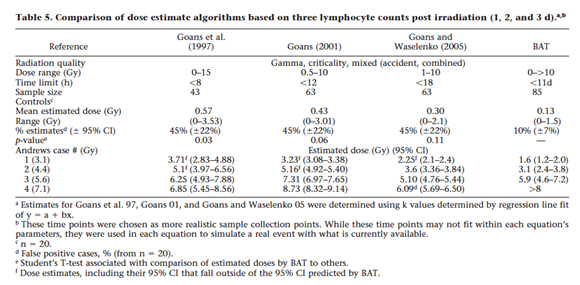 Table 5. Comparison of dose estimate algorithms based on three lymphocyte counts post irradiation (1, 2, and 3 d).a,b
Reference Goans et al. (1997) Goans (2001) Goans and Waselenko (2005) BAT
Radiation quality Gamma, criticality, mixed (accident, combined)
Dose range (Gy) 0–15 0.5–10 1–10 0–>10
Time limit (h) <8 <12 <18 <11d
Sample size 43 63 63 85
Controlsc
Mean estimated dose (Gy) 0.57 0.43 0.30 0.13
Range (Gy) (0–3.53) (0–3.01) (0–2.1) (0–1.5)
% estimatesd (± 95% CI) 45% (±22%) 45% (±22%) 45% (±22%) 10% (±7%)
p-valuee 0.03 0.06 0.11 —
Andrews case # (Gy) Estimated dose (Gy) (95% CI)
1 (3.1) 3.71f (2.83–4.88) 3.23f (3.08–3.38) 2.25f (2.1–2.4) 1.6 (1.2–2.0)
2 (4.4) 5.1f (3.97–6.56) 5.16f (4.92–5.40) 3.6 (3.36–3.84) 3.1 (2.4–3.8)
3 (5.6) 6.25 (4.93–7.88) 7.31 (6.97–7.65) 5.10 (4.76–5.44) 5.9 (4.6–7.2)
4 (7.1) 6.85 (5.45–8.56) 8.73 (8.32–9.14) 6.09d (5.69–6.50) >8
a Estimates for Goans et al. 97, Goans 01, and Goans and Waselenko 05 were determined using k values determined by regression line fit
of y = a + bx.
b These time points were chosen as more realistic sample collection points. While these time points may not fit within each equation's
parameters, they were used in each equation to simulate a real event with what is currently available.
c n = 20.
d False positive cases, % (from n = 20).
e Student's T-test associated with comparison of estimated doses by BAT to others.
f Dose estimates, including their 95% CI that fall outside of the 95% CI predicted by BAT.